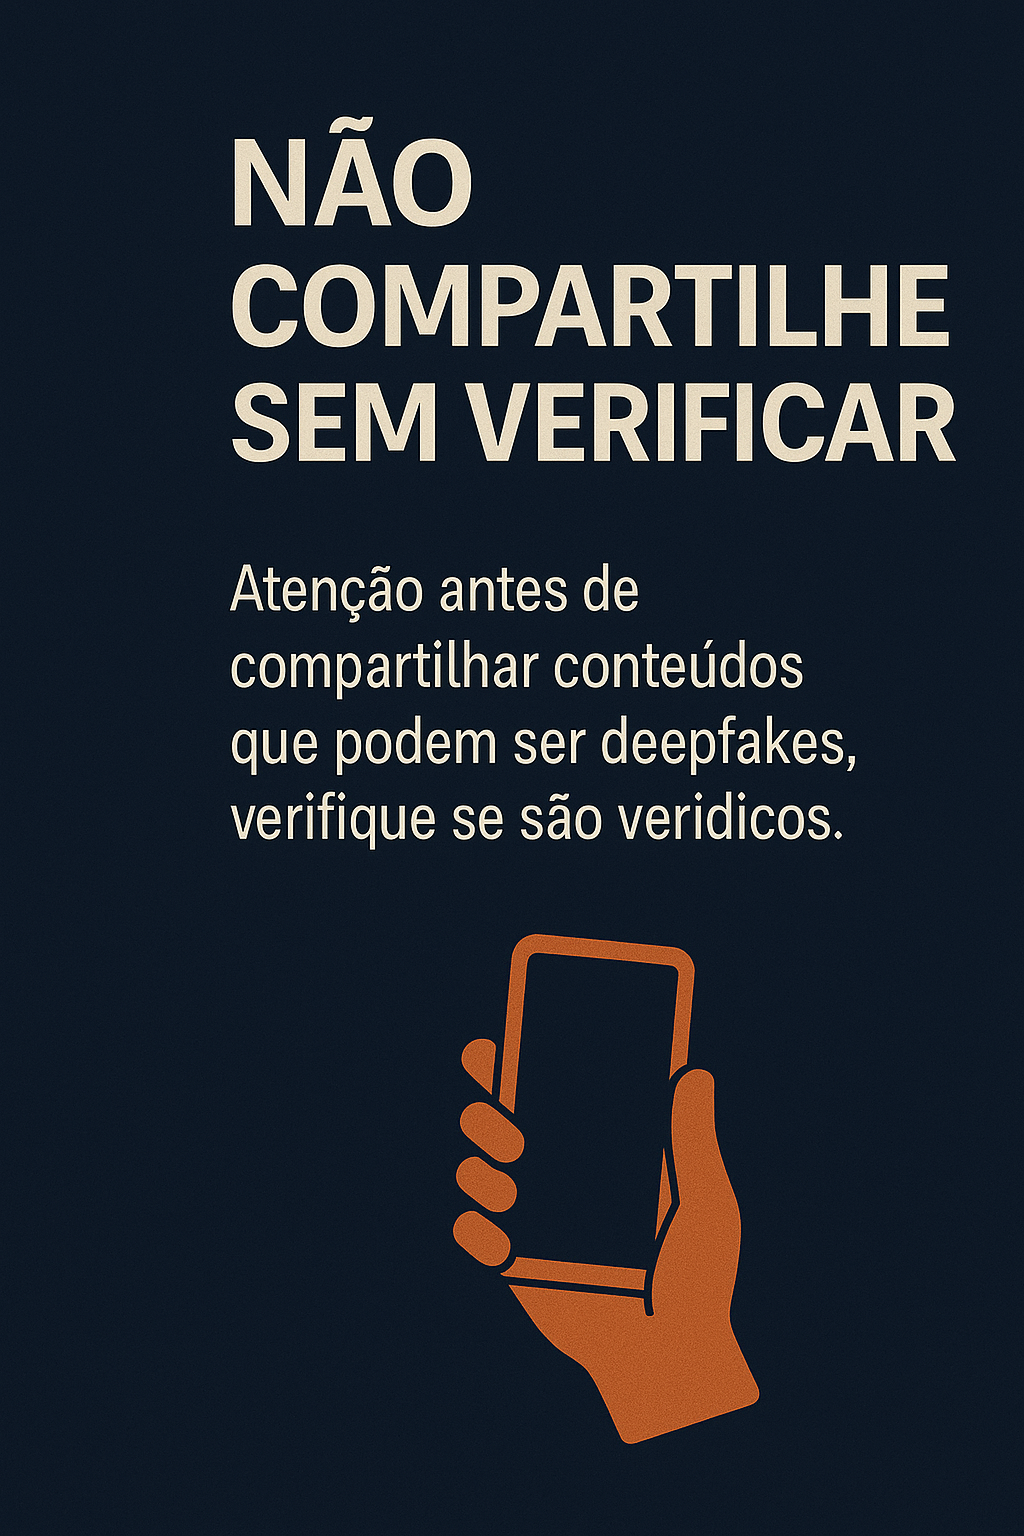 NÃO
COMPARTILHE
SEM VERIFICAR
Atenção antes de
compartilhar conteúdos
que podem ser deepfakes,
verifique se são veridicos.